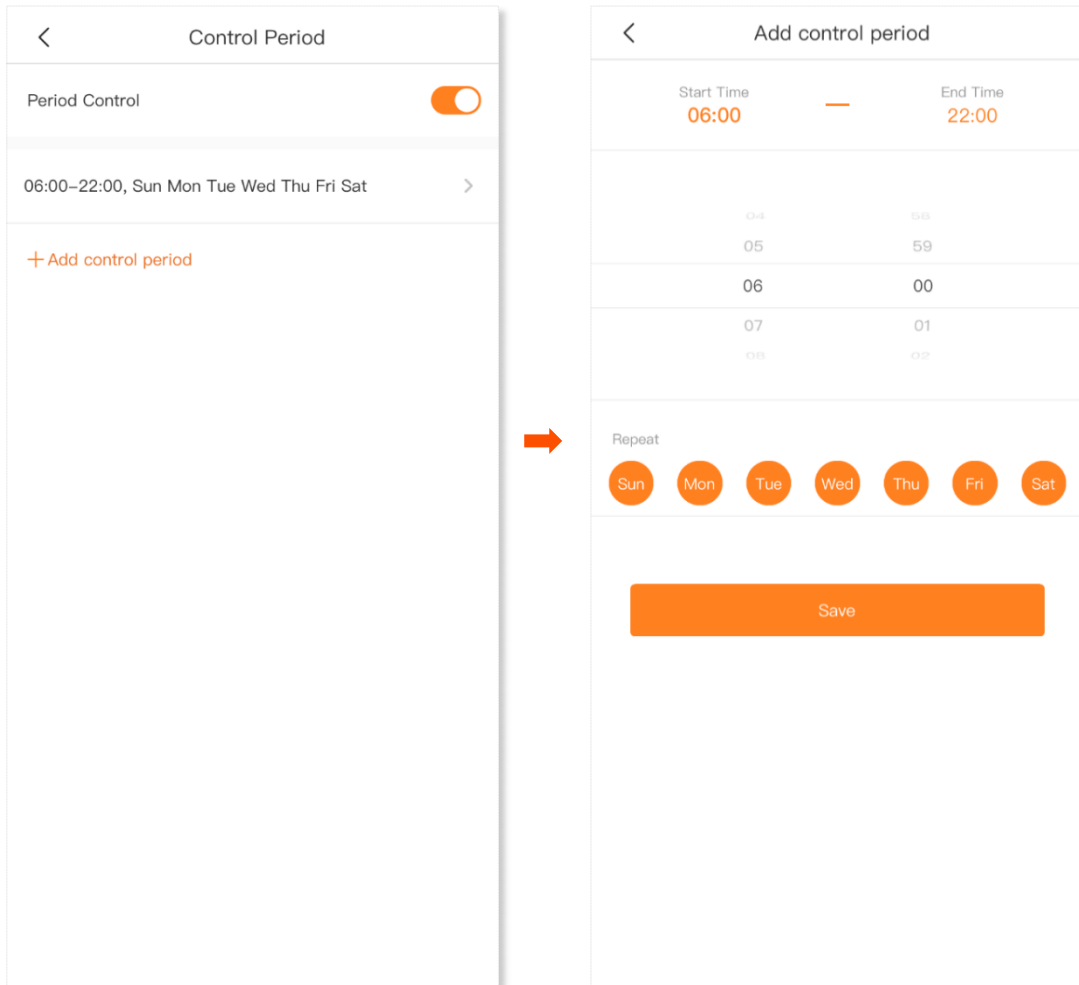 Control Period
Period Control
06:00–22:00, Sun Mon Tue Wed Thu Fri Sat
+ Add control period
Add control period
Start Time
End Time
06:00
22:00
04 58
05 59
06 00
07 01
08 02
Repeat
Sun Mon Tue Wed Thu Fri Sat
Save